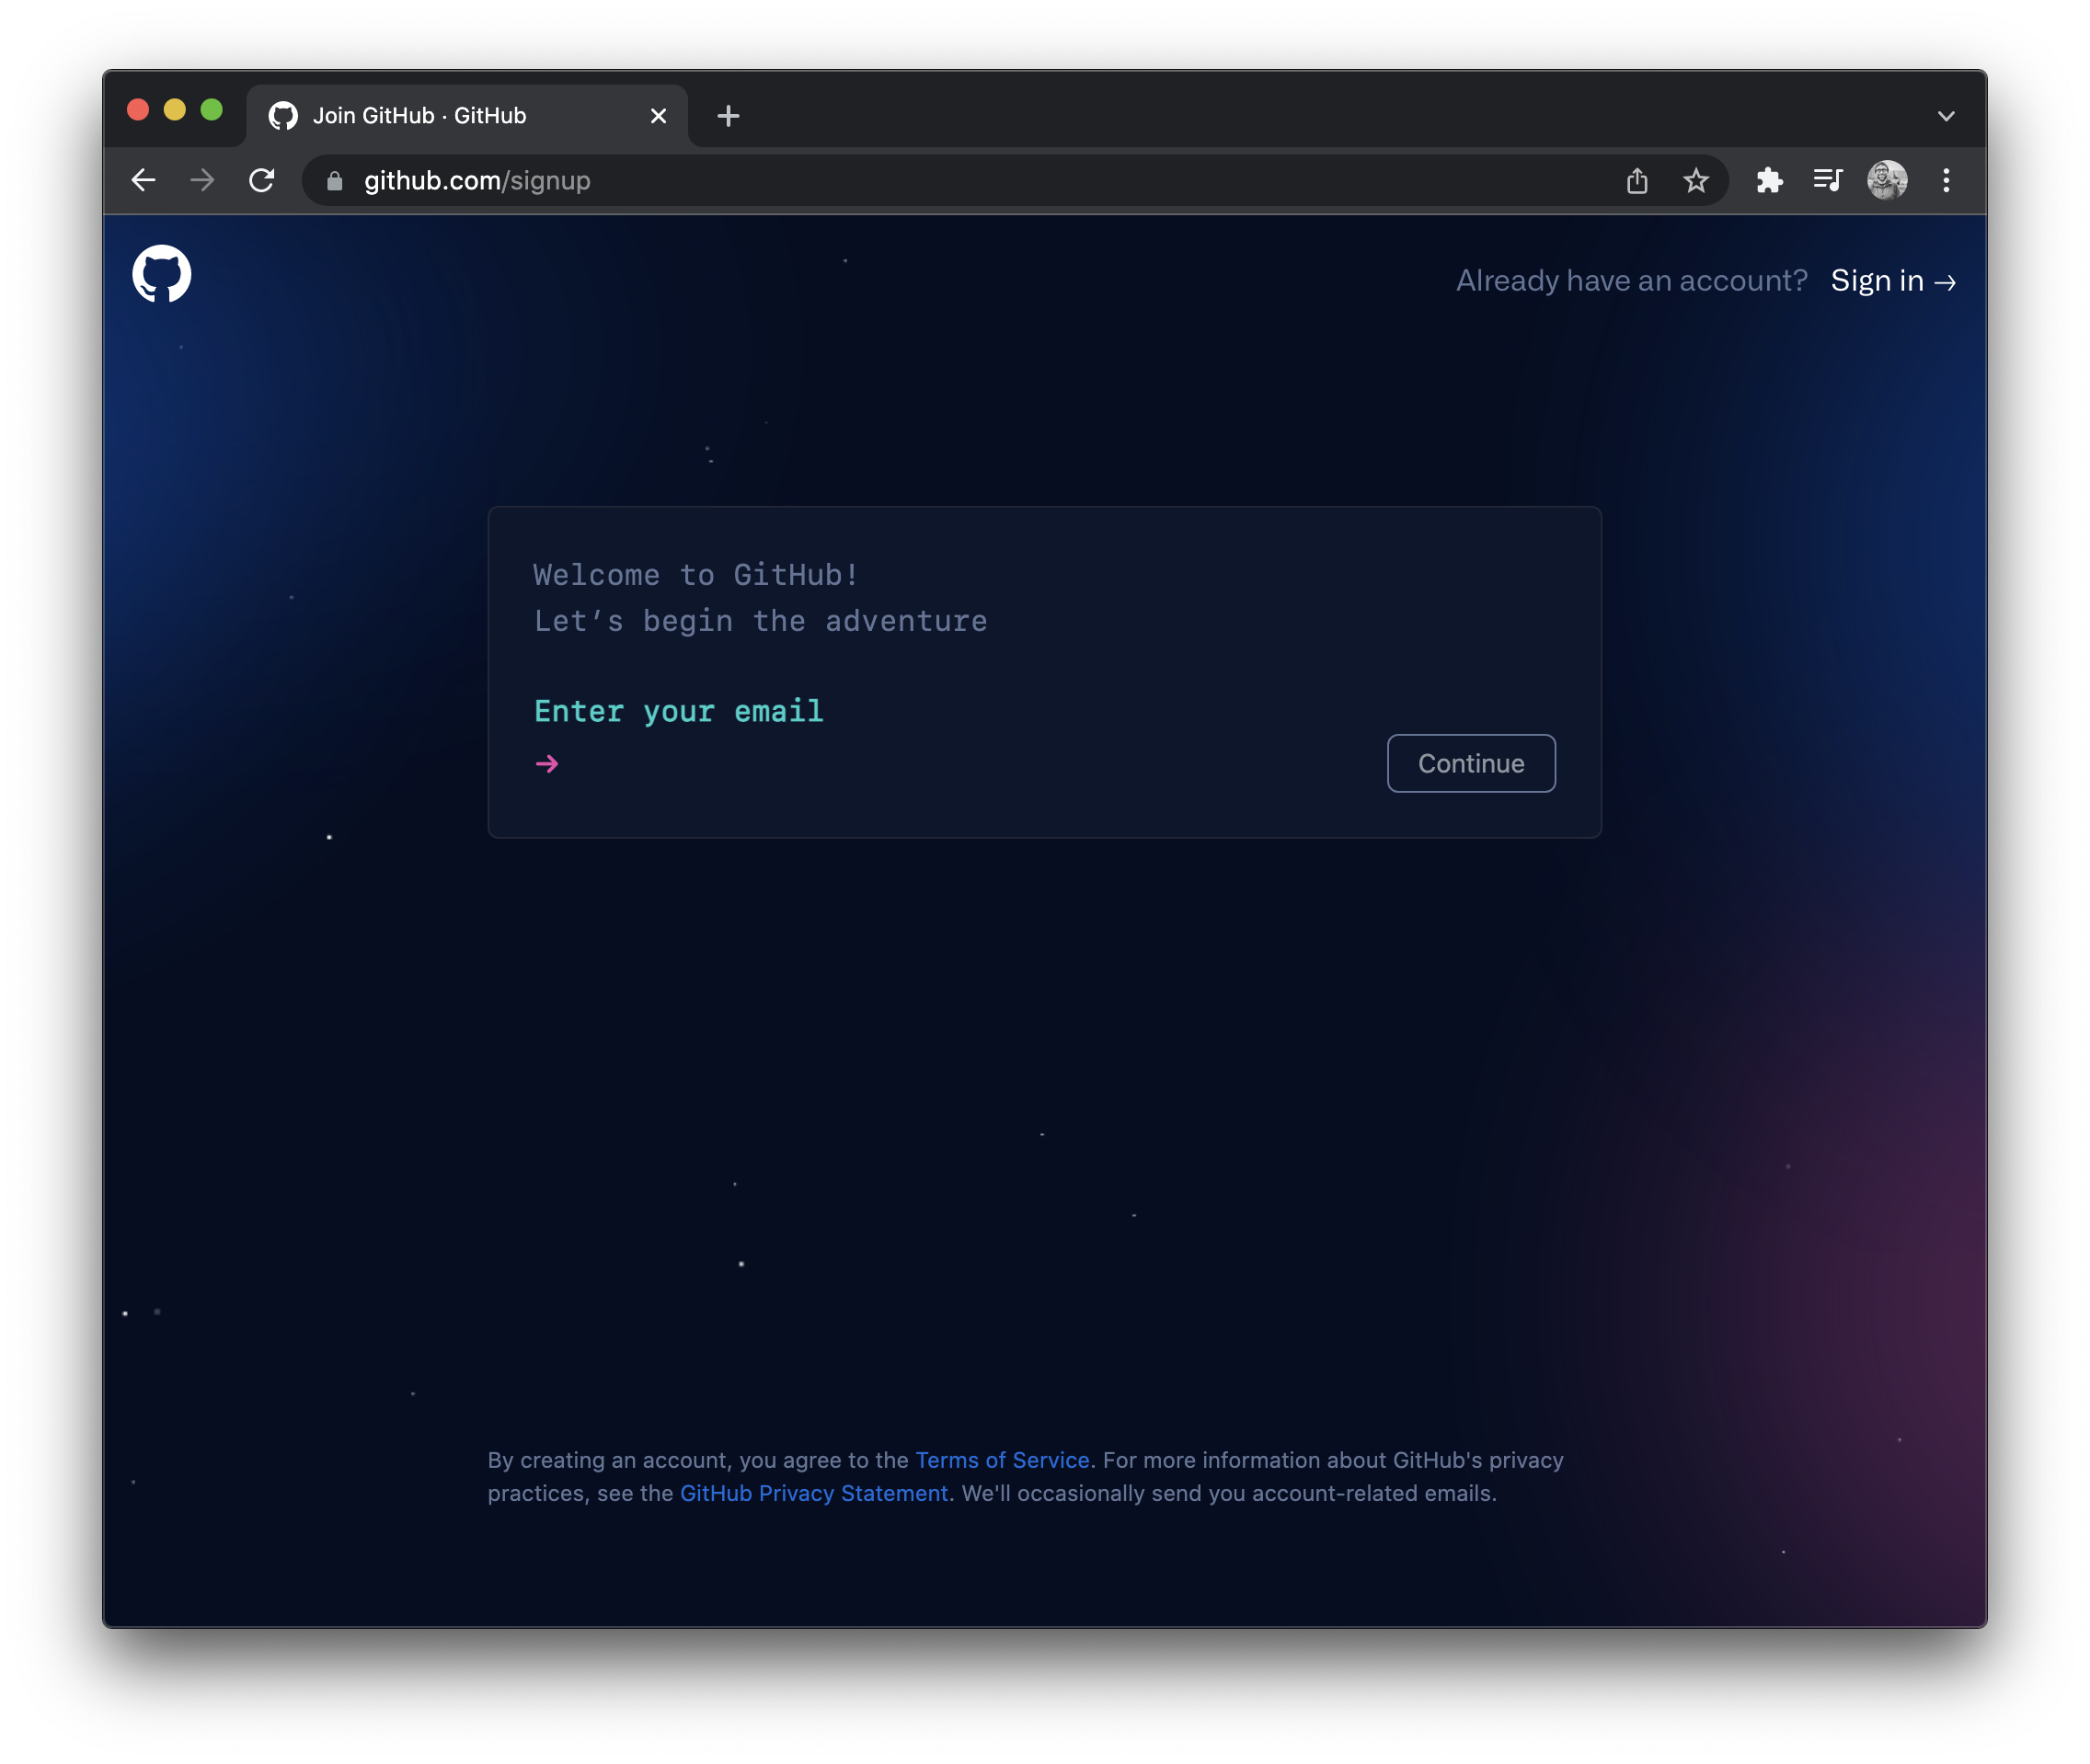 Join GitHub · GitHub
github.com/signup
Already have an account? Sign in →
Welcome to GitHub!
Let’s begin the adventure
Enter your email
→
Continue
By creating an account, you agree to the Terms of Service. For more information about GitHub's privacy
practices, see the GitHub Privacy Statement. We'll occasionally send you account-related emails.